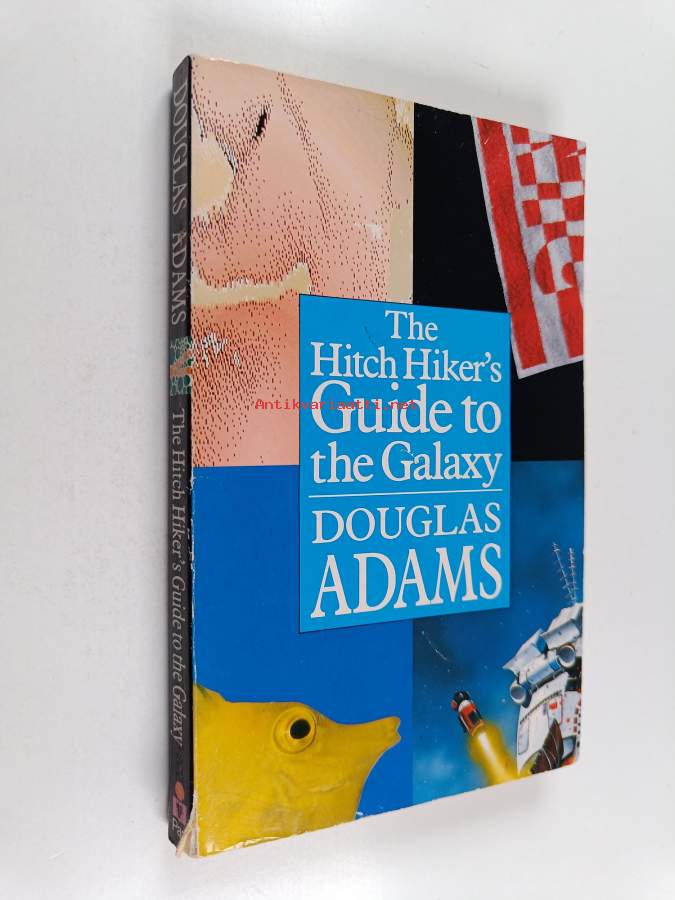 The
Hitch Hiker's
Guide to
the Galaxy
DOUGLAS
ADAMS
DOUGLAS ADAMS
The Hitch Hiker's Guide to the Galaxy
Antikvariaatti.net